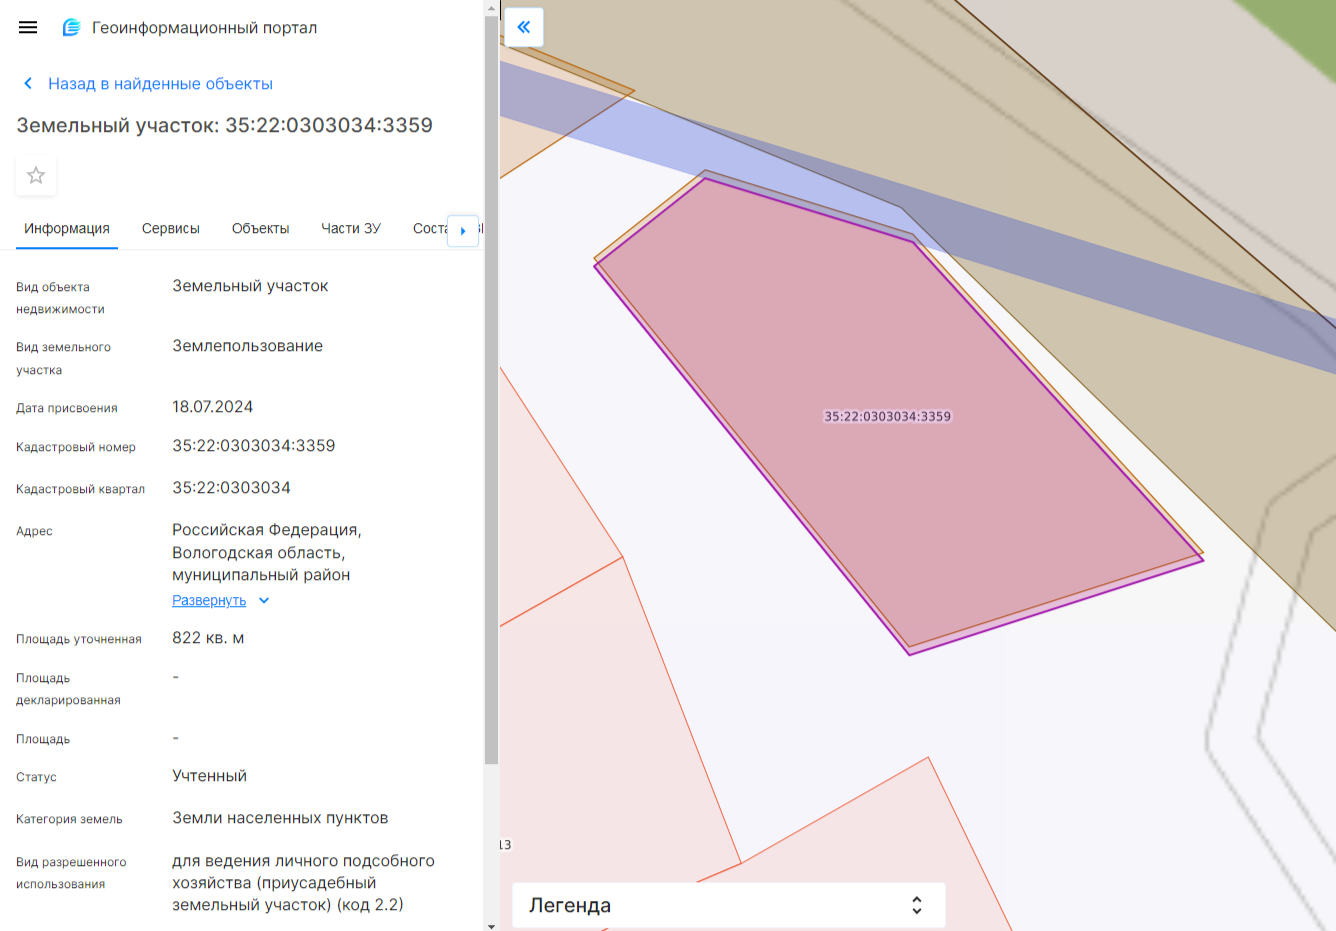 Геоинформационный портал
Назад в найденные объекты
Земельный участок: 35:22:0303034:3359
Информация Сервисы Объекты Части ЗУ
Вид объекта недвижимости
Земельный участок
Вид земельного участка
Землепользование
Дата присвоения
18.07.2024
Кадастровый номер
35:22:0303034:3359
Кадастровый квартал
35:22:0303034
Адрес
Российская Федерация,
Вологодская область,
муниципальный район
Развернуть
Площадь уточненная
822 кв. м
Площадь декларированная
-
Площадь
-
Статус
Учтенный
Категория земель
Земли населенных пунктов
Вид разрешенного использования
для ведения личного подсобного
хозяйства (приусадебный
земельный участок) (код 2.2)
35:22:0303034:3359
13
Легенда